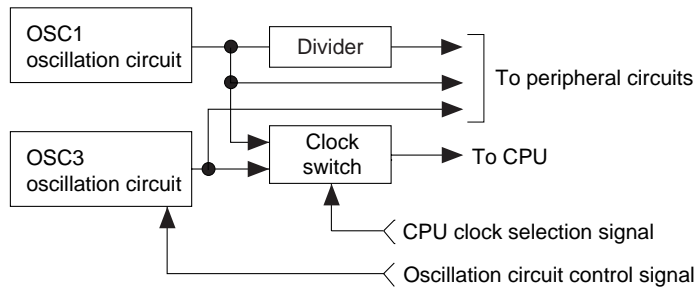 OSC1
oscillation circuit
Divider
To peripheral circuits
OSC3
oscillation circuit
Clock
switch
To CPU
CPU clock selection signal
Oscillation circuit control signal